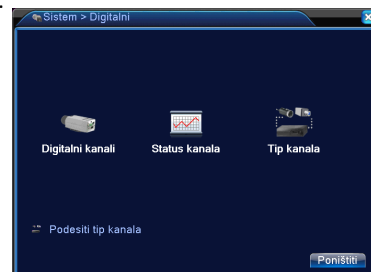 Sistem > Digitalni
Digitalni kanali Status kanala Tip kanala
Podesiti tip kanala
Poništiti